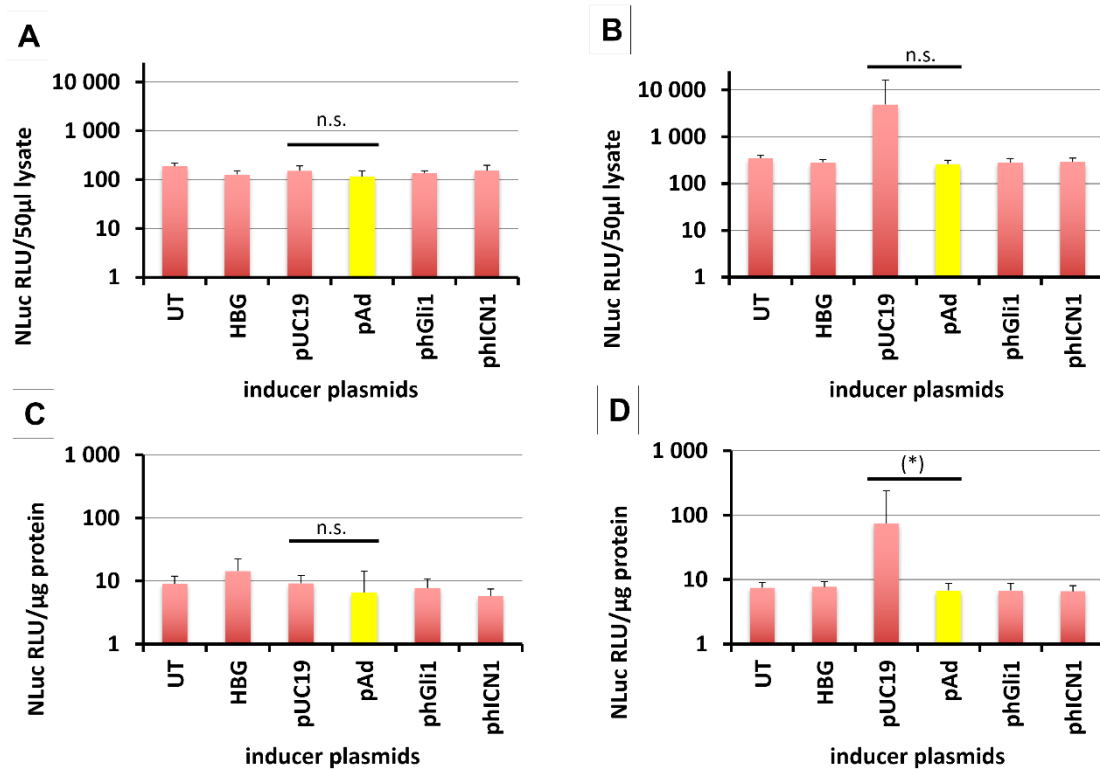 A
NLuc RLU/50µl lysate
10 000
1 000
100
10
1
n.s.
UT
HBG
pUC19
pAd
phGli1
phICN1
inducer plasmids
B
NLuc RLU/50µl lysate
10 000
1 000
100
10
1
n.s.
UT
HBG
pUC19
pAd
phGli1
phICN1
inducer plasmids
C
NLuc RLU/µg protein
1 000
100
10
1
n.s.
UT
HBG
pUC19
pAd
phGli1
phICN1
inducer plasmids
D
NLuc RLU/µg protein
1 000
100
10
1
(*)
UT
HBG
pUC19
pAd
phGli1
phICN1
inducer plasmids